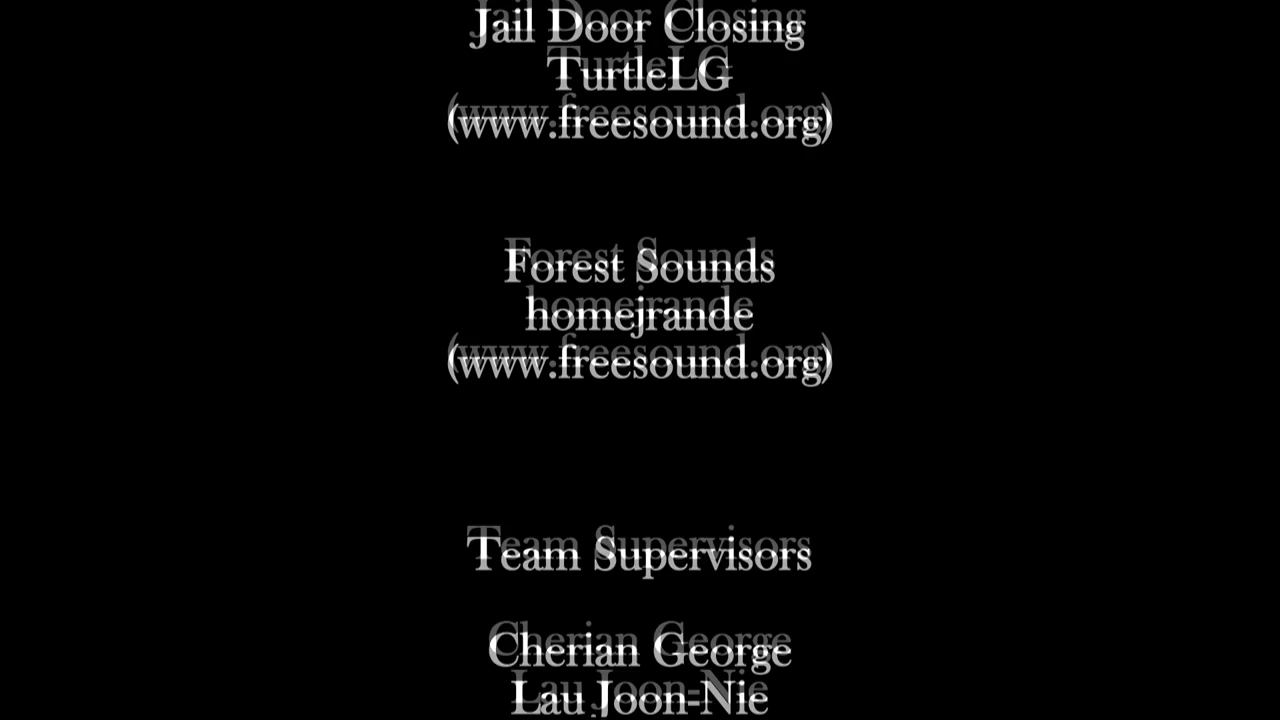 Jail Door Closing
TurtleLG
(www.freesound.org)
Forest Sounds
homejrande
(www.freesound.org)
Team Supervisors
Cherian George
Lau Joon-Nie